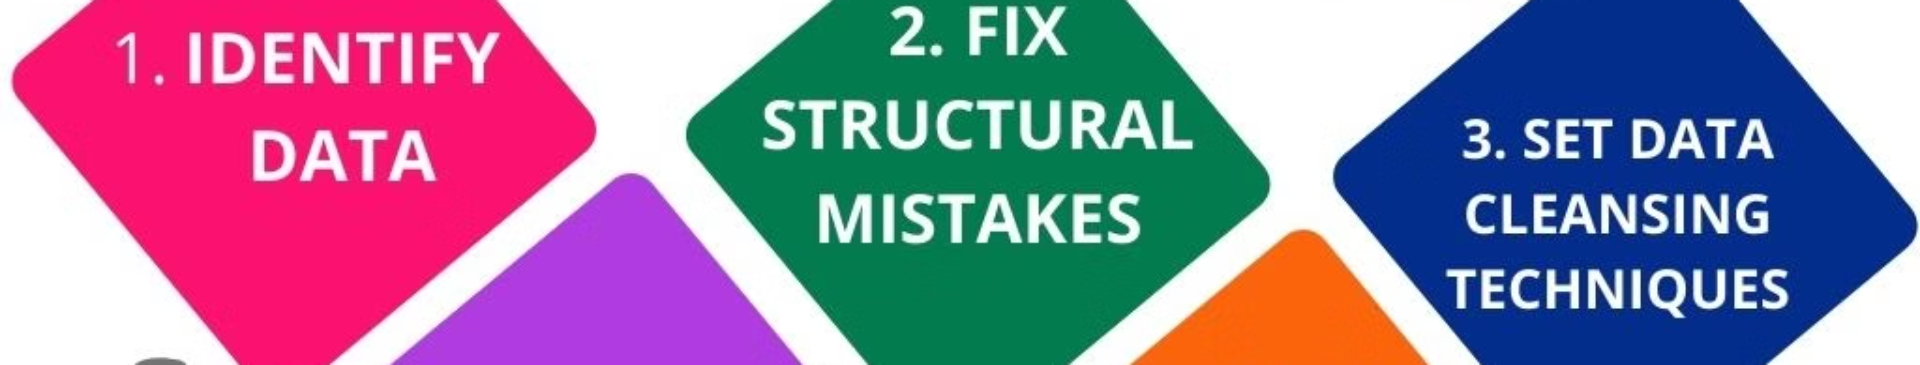 1. IDENTIFY
DATA
2. FIX
STRUCTURAL
MISTAKES
3. SET DATA
CLEANSING
TECHNIQUES